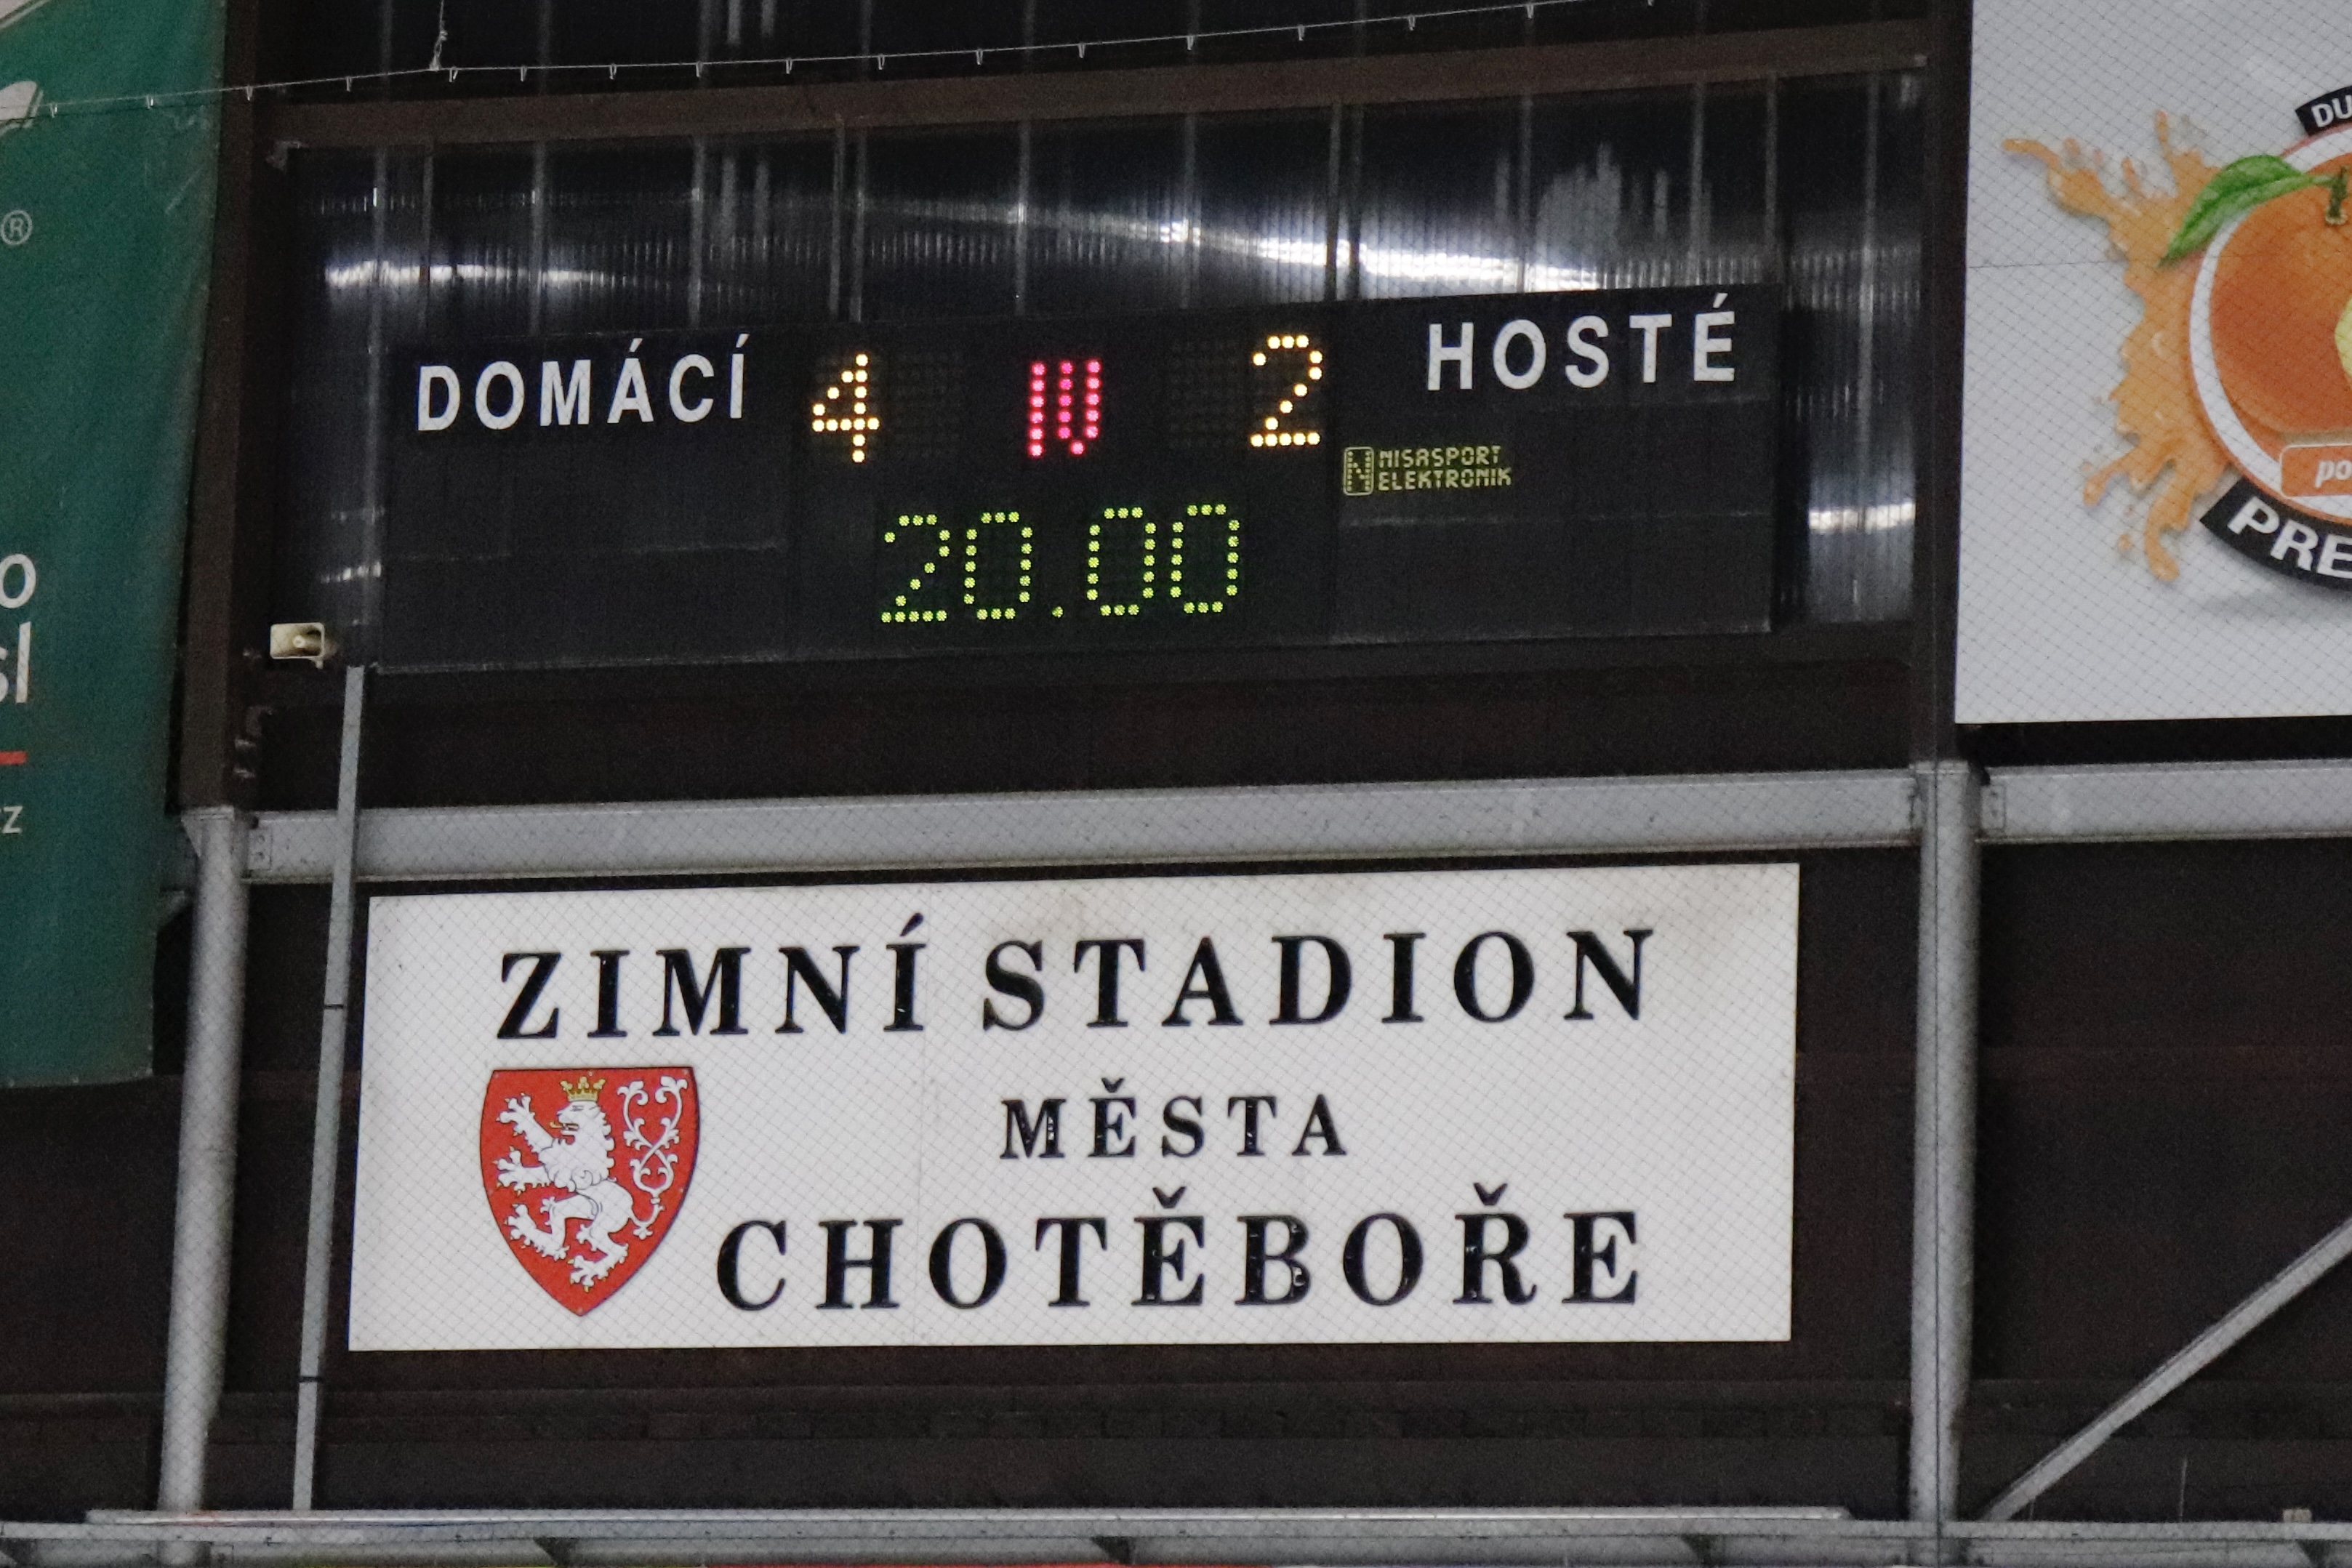 DOMÁCÍ 4 IV 2 HOSTÉ
NISASPORT
ELEKTRONIK
20.00
ZIMNÍ STADION
MĚSTA
CHOTĚBOŘE
®